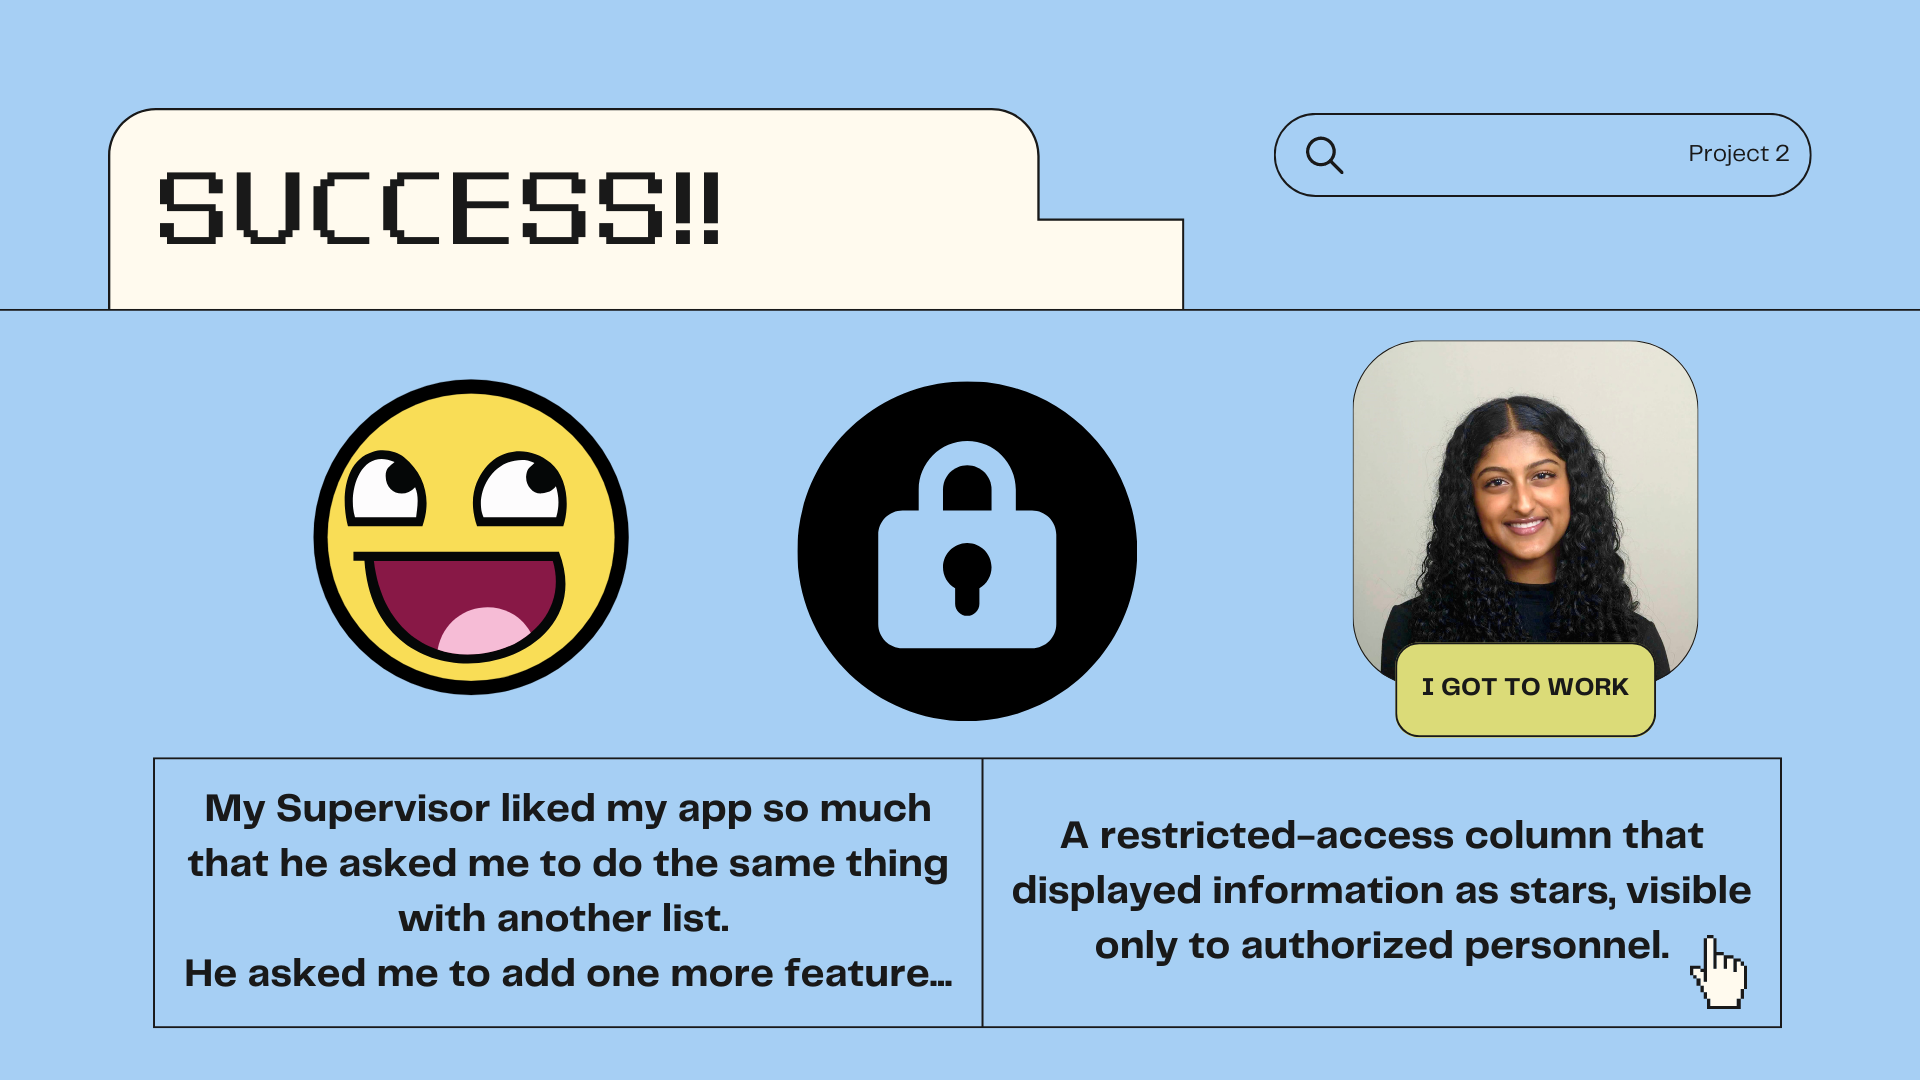 SUCCESS!!
Project 2
I GOT TO WORK
My Supervisor liked my app so much
that he asked me to do the same thing
with another list.
He asked me to add one more feature...
A restricted-access column that
displayed information as stars, visible
only to authorized personnel.